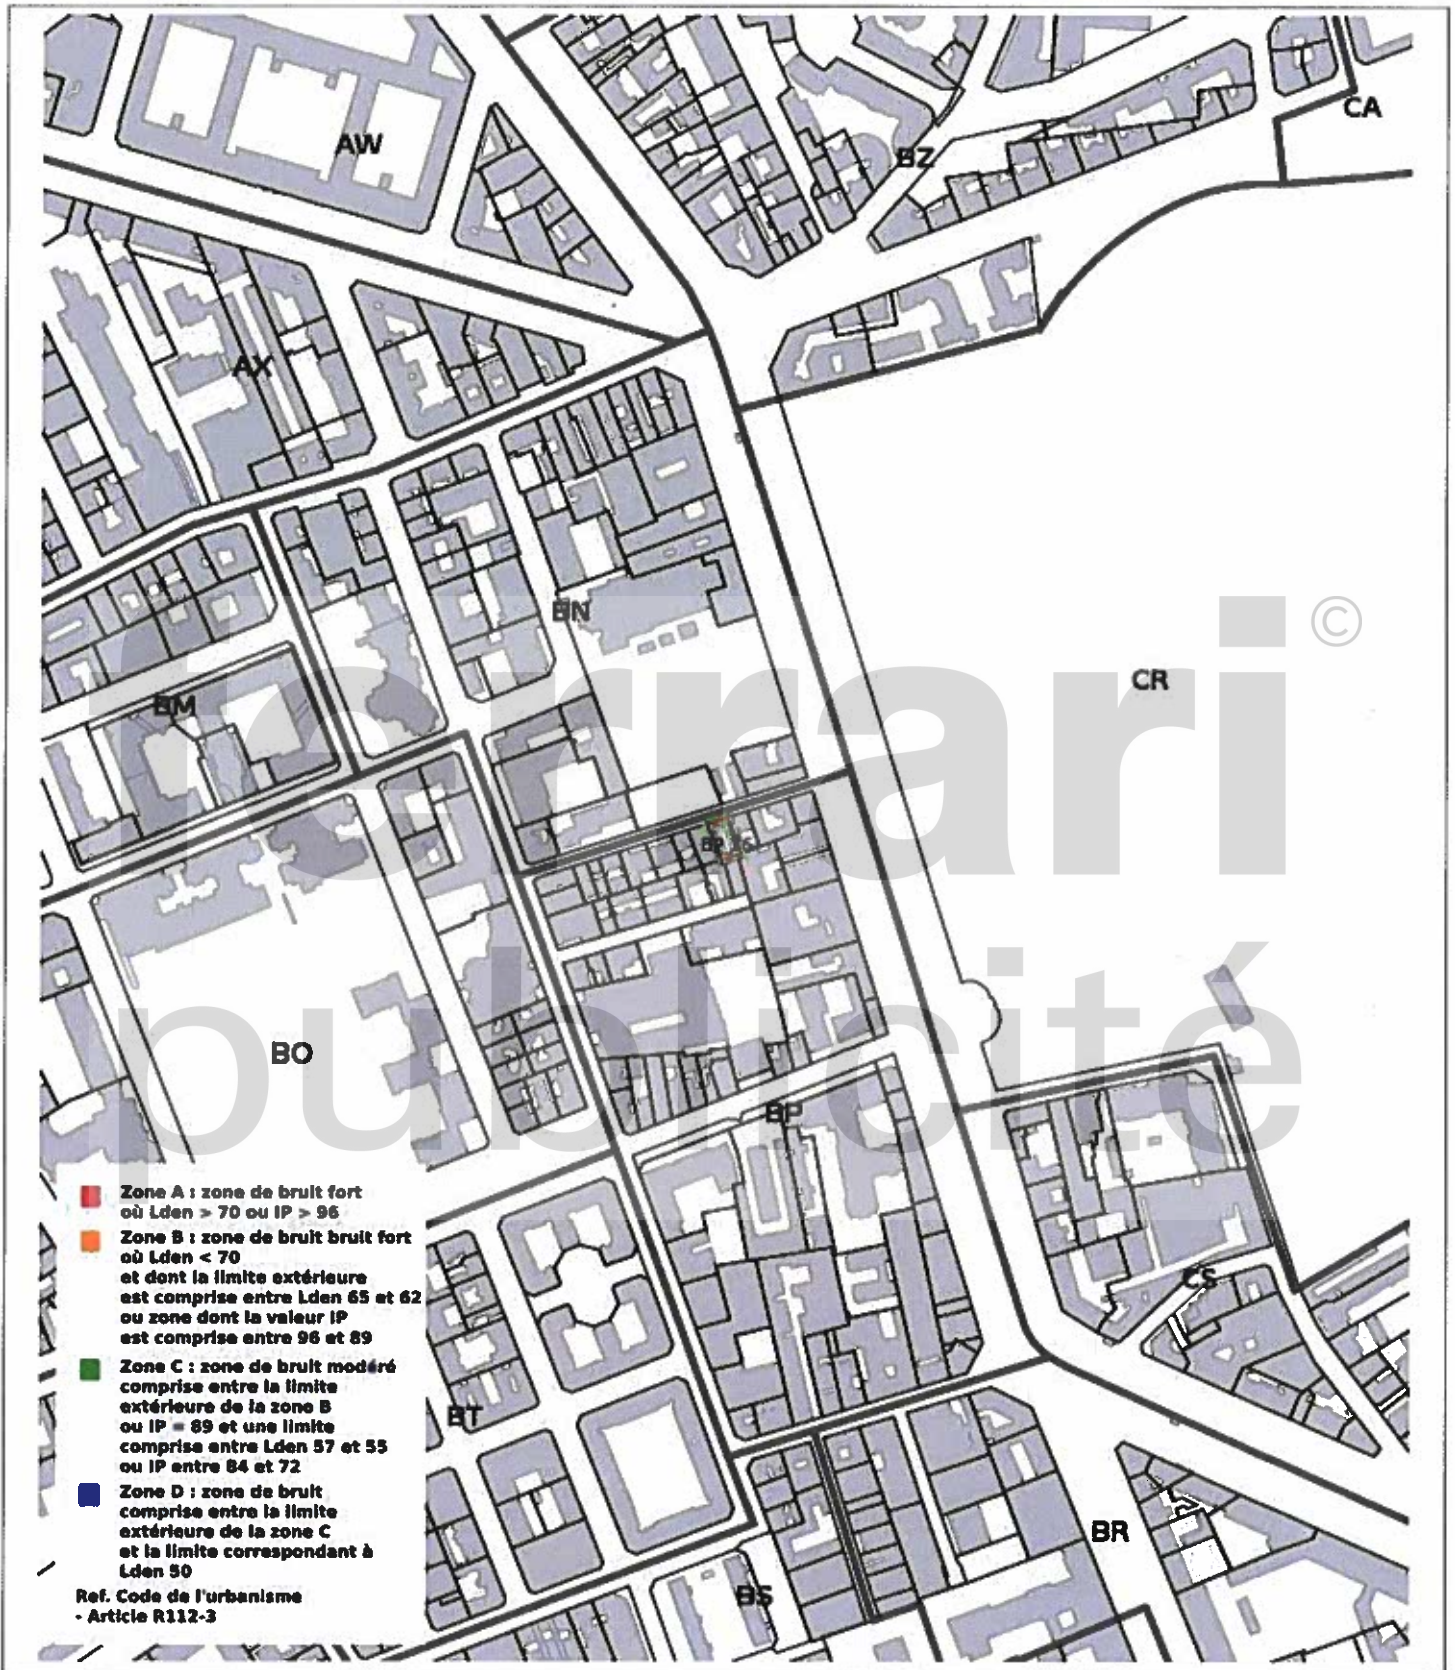 CA
AW
BZ
AX
BN
©
CR
BM
ferrari
BP
publicité
BO
BP
CS
BT
BR
BS
Zone A : zone de bruit fort
où Lden > 70 ou IP > 96
Zone B : zone de bruit bruit fort
où Lden < 70
et dont la limite extérieure
est comprise entre Lden 65 et 62
ou zone dont la valeur IP
est comprise entre 96 et 89
Zone C : zone de bruit modéré
comprise entre la limite
extérieure de la zone B
ou IP = 89 et une limite
comprise entre Lden 57 et 55
ou IP entre 84 et 72
Zone D : zone de bruit
comprise entre la limite
extérieure de la zone C
et la limite correspondant à
Lden 50
Ref. Code de l'urbanisme
- Article R112-3